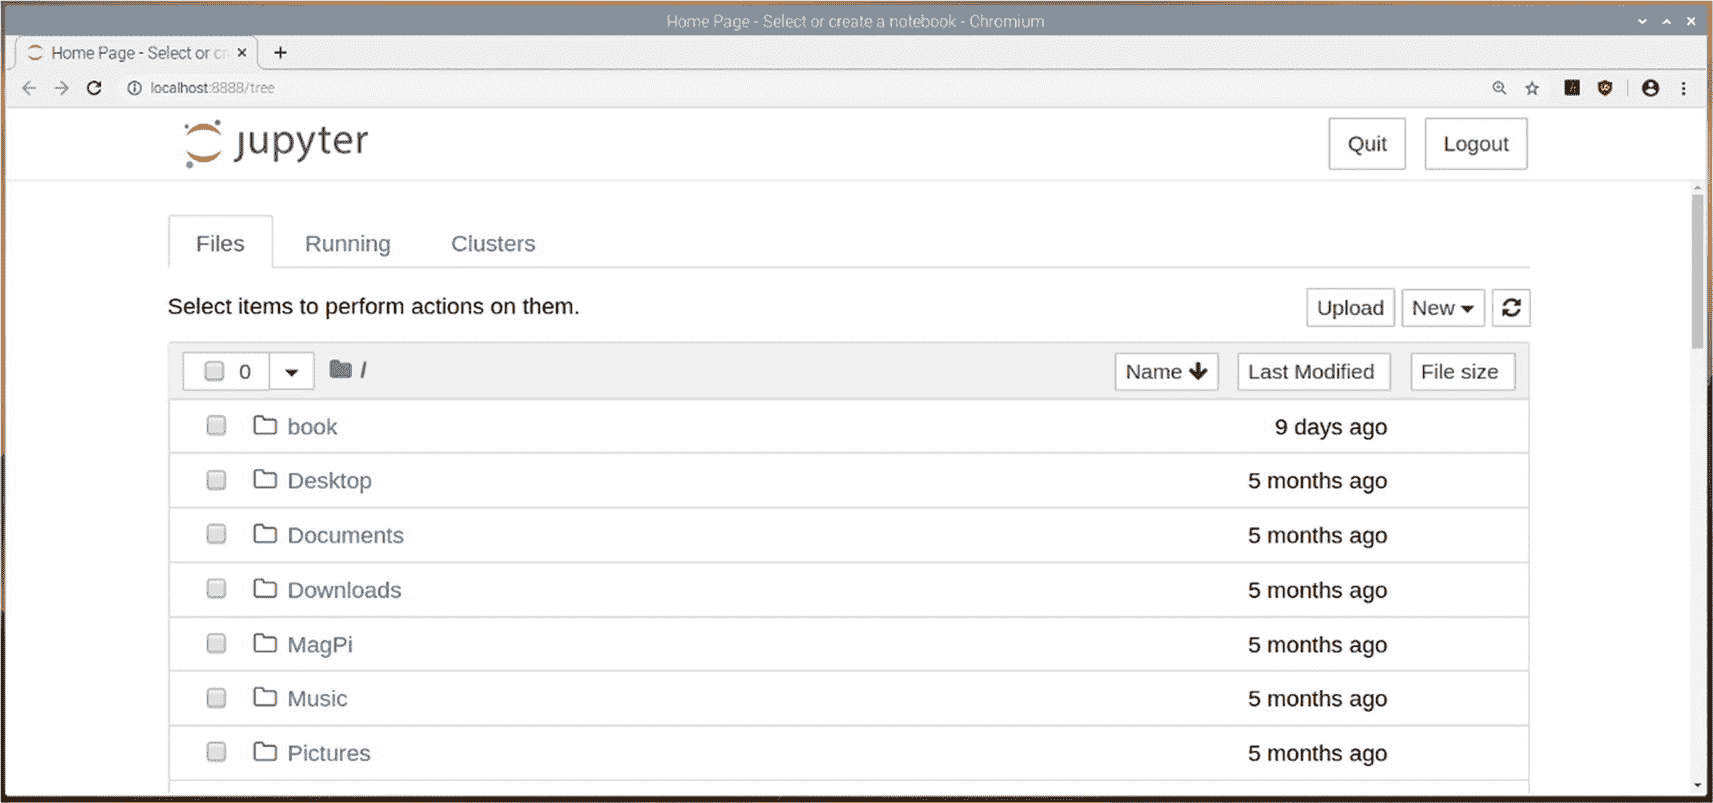 Home Page - Select or create a notebook - Chromium
Home Page - Select or
localhost:8888/tree
jupyter
Quit
Logout
Files
Running
Clusters
Select items to perform actions on them.
Upload
New
0
/
Name
Last Modified
File size
book
9 days ago
Desktop
5 months ago
Documents
5 months ago
Downloads
5 months ago
MagPi
5 months ago
Music
5 months ago
Pictures
5 months ago